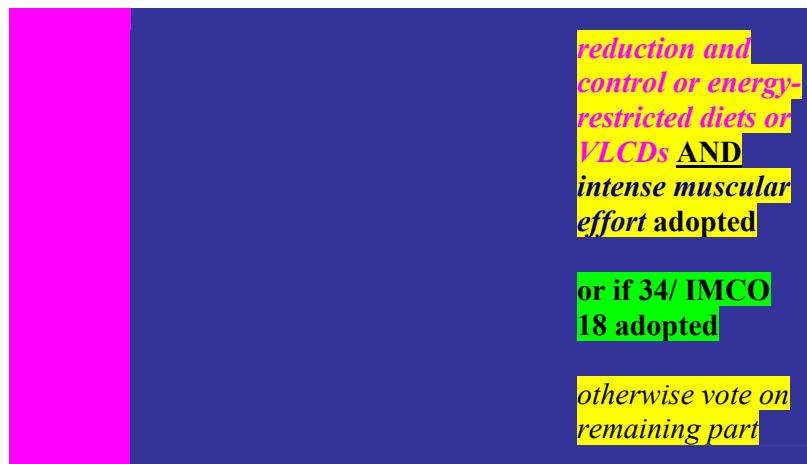 reduction and
control or energy-
restricted diets or
VLCDs AND
intense muscular
effort adopted
or if 34/ IMCO
18 adopted
otherwise vote on
remaining part